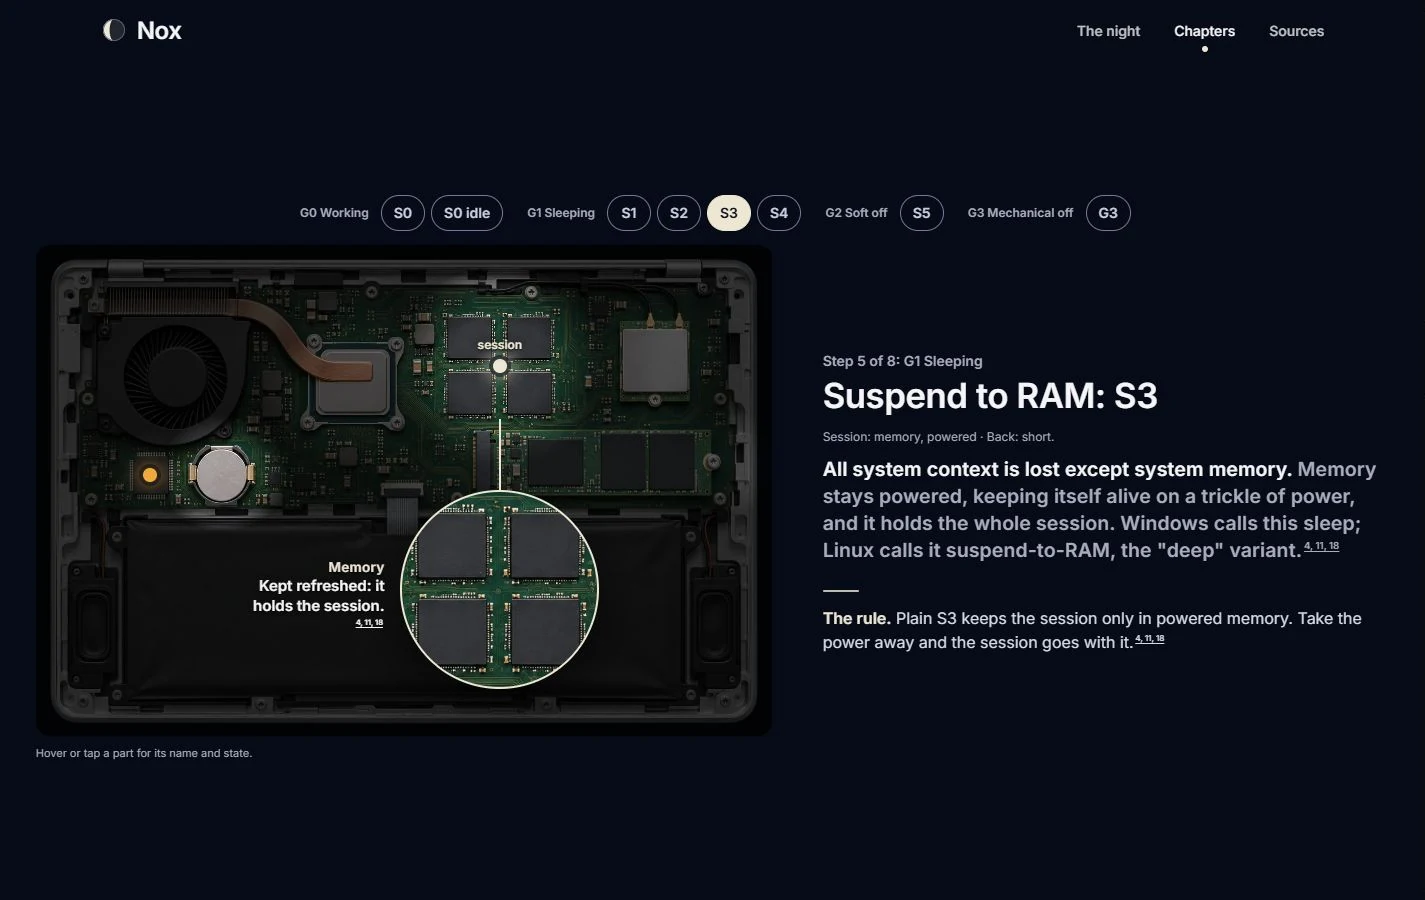 Nox
The night
Chapters
Sources
G0 Working S0 S0 idle G1 Sleeping S1 S2 S3 S4 G2 Soft off S5 G3 Mechanical off G3
session
Memory
Kept refreshed: it
holds the session.
4, 11, 18
Hover or tap a part for its name and state.
Step 5 of 8: G1 Sleeping
Suspend to RAM: S3
Session: memory, powered · Back: short.
All system context is lost except system memory. Memory
stays powered, keeping itself alive on a trickle of power,
and it holds the whole session. Windows calls this sleep;
Linux calls it suspend-to-RAM, the "deep" variant. 4, 11, 18
The rule. Plain S3 keeps the session only in powered memory. Take the
power away and the session goes with it. 4, 11, 18